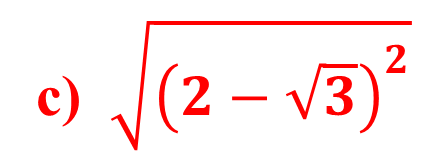 c) √((2 − √3)²)